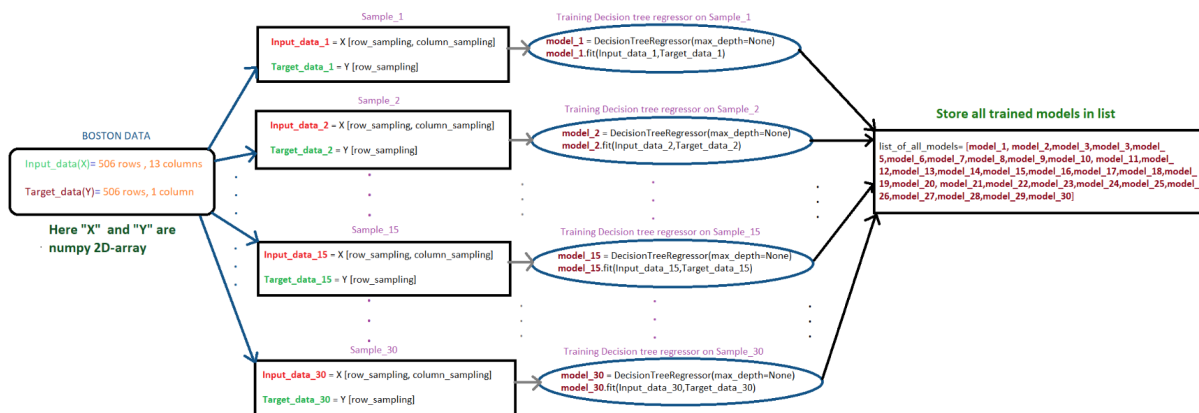 BOSTON DATA
Input_data(X)= 506 rows , 13 columns
Target_data(Y)= 506 rows, 1 column
Here "X" and "Y" are
numpy 2D-array
Sample_1
Input_data_1 = X [row_sampling, column_sampling]
Target_data_1 = Y [row_sampling]
Training Decision tree regressor on Sample_1
model_1 = DecisionTreeRegressor(max_depth=None)
model_1.fit(Input_data_1,Target_data_1)
Sample_2
Input_data_2 = X [row_sampling, column_sampling]
Target_data_2 = Y [row_sampling]
Training Decision tree regressor on Sample_2
model_2 = DecisionTreeRegressor(max_depth=None)
model_2.fit(Input_data_2,Target_data_2)
Sample_15
Input_data_15 = X [row_sampling, column_sampling]
Target_data_15 = Y [row_sampling]
Training Decision tree regressor on Sample_15
model_15 = DecisionTreeRegressor(max_depth=None)
model_15.fit(Input_data_15,Target_data_15)
Sample_30
Input_data_30 = X [row_sampling, column_sampling]
Target_data_30 = Y [row_sampling]
Training Decision tree regressor on Sample_30
model_30 = DecisionTreeRegressor(max_depth=None)
model_30.fit(Input_data_30,Target_data_30)
Store all trained models in list
list_of_all_models= [model_1, model_2,model_3,model_3,model_
5,model_6,model_7,model_8,model_9,model_10, model_11,model_
12,model_13,model_14,model_15,model_16,model_17,model_18,model_
19,model_20, model_21,model_22,model_23,model_24,model_25,model_
26,model_27,model_28,model_29,model_30]